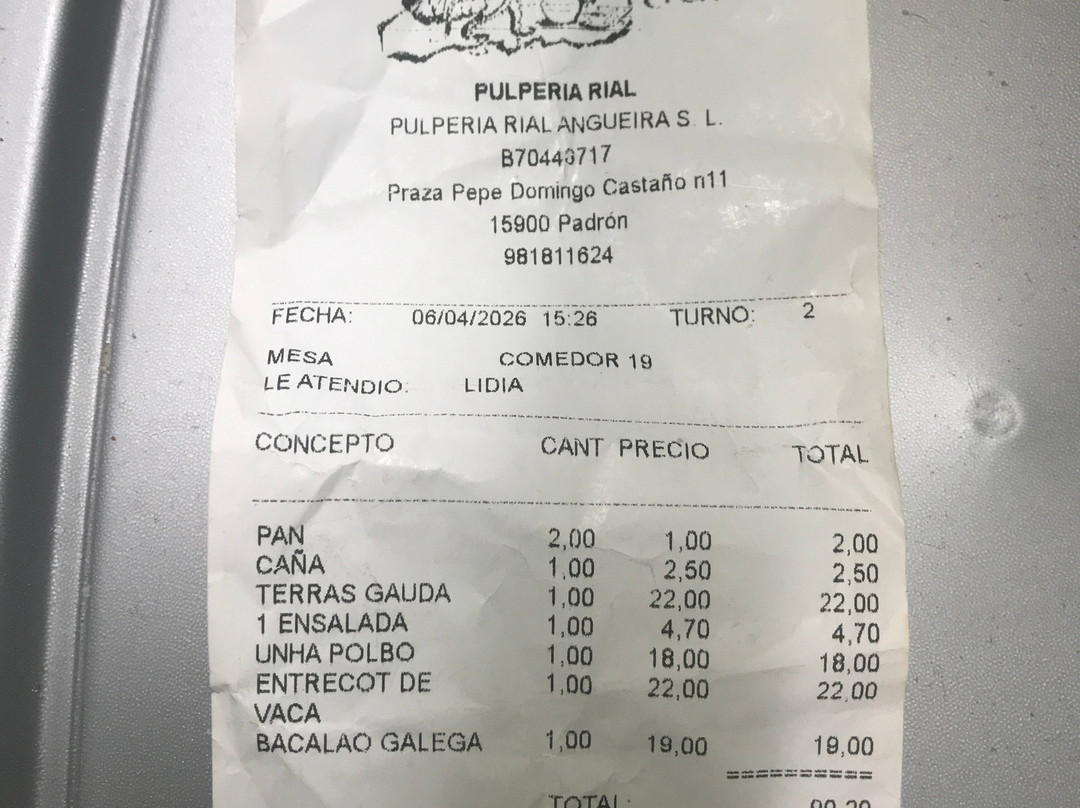 PULPERIA RIAL
PULPERIA RIAL ANGUEIRA S. L.
Praza Pepe Domingo Castaño n11
15900 Padrón
981811624
FECHA: 06/04/2026 15:26 TURNO: 2
MESA COMEDOR 19
LE ATENDIO: LIDIA
CONCEPTO CANT PRECIO TOTAL
PAN 2,00 1,00 2,00
CAÑA 1,00 2,50 2,50
TERRAS GAUDA 1,00 22,00 22,00
1 ENSALADA 1,00 4,70 4,70
UNHA POLBO 1,00 18,00 18,00
ENTRECOT DE 1,00 22,00 22,00
VACA
BACALAO GALEGA 1,00 19,00 19,00
TOTAL: